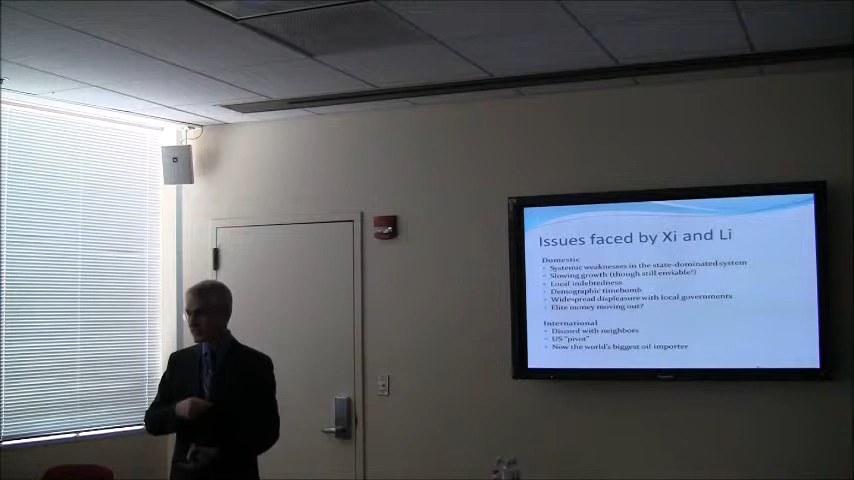 Issues faced by Xi and Li
Domestic
• Systemic weaknesses in the state-dominated system
• Slowing growth (though still enviable!)
• Local indebtedness
• Demographic timebomb
• Widespread displeasure with local governments
• Elite money moving out?
International
• Discord with neighbors
• US "pivot"
• Now the world's biggest oil importer